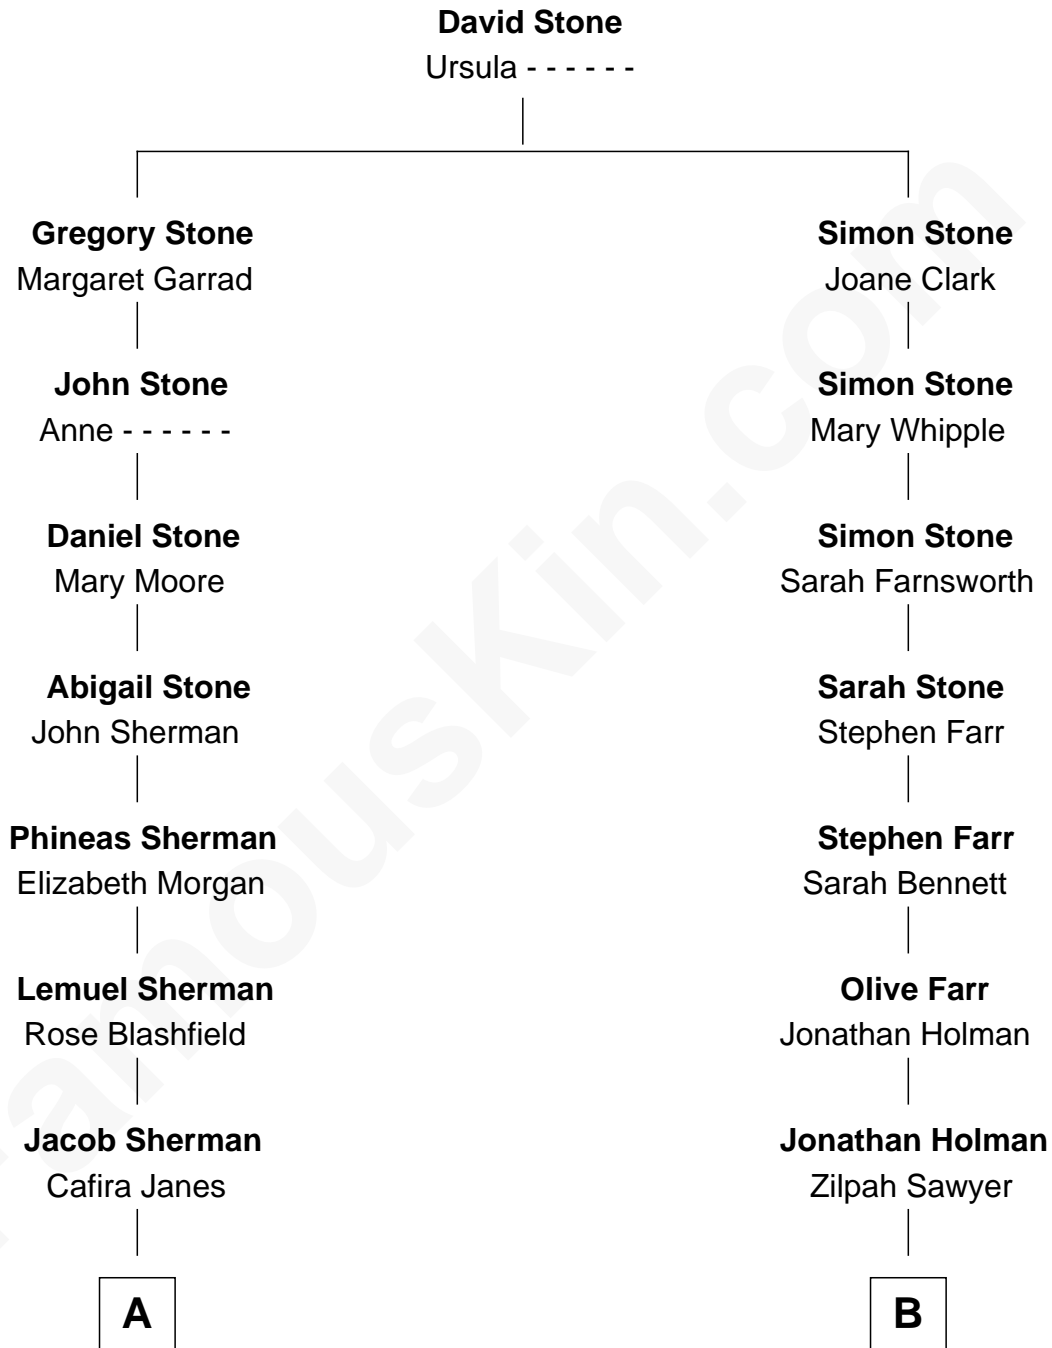 David Stone
Ursula - - - - - -
Gregory Stone
Margaret Garrad
Simon Stone
Joane Clark
John Stone
Anne - - - - - -
Simon Stone
Mary Whipple
Daniel Stone
Mary Moore
Simon Stone
Sarah Farnsworth
Abigail Stone
John Sherman
Sarah Stone
Stephen Farr
Phineas Sherman
Elizabeth Morgan
Stephen Farr
Sarah Bennett
Lemuel Sherman
Rose Blashfield
Olive Farr
Jonathan Holman
Jacob Sherman
Cafira Janes
Jonathan Holman
Zilpah Sawyer
A
B
FamousKin.com